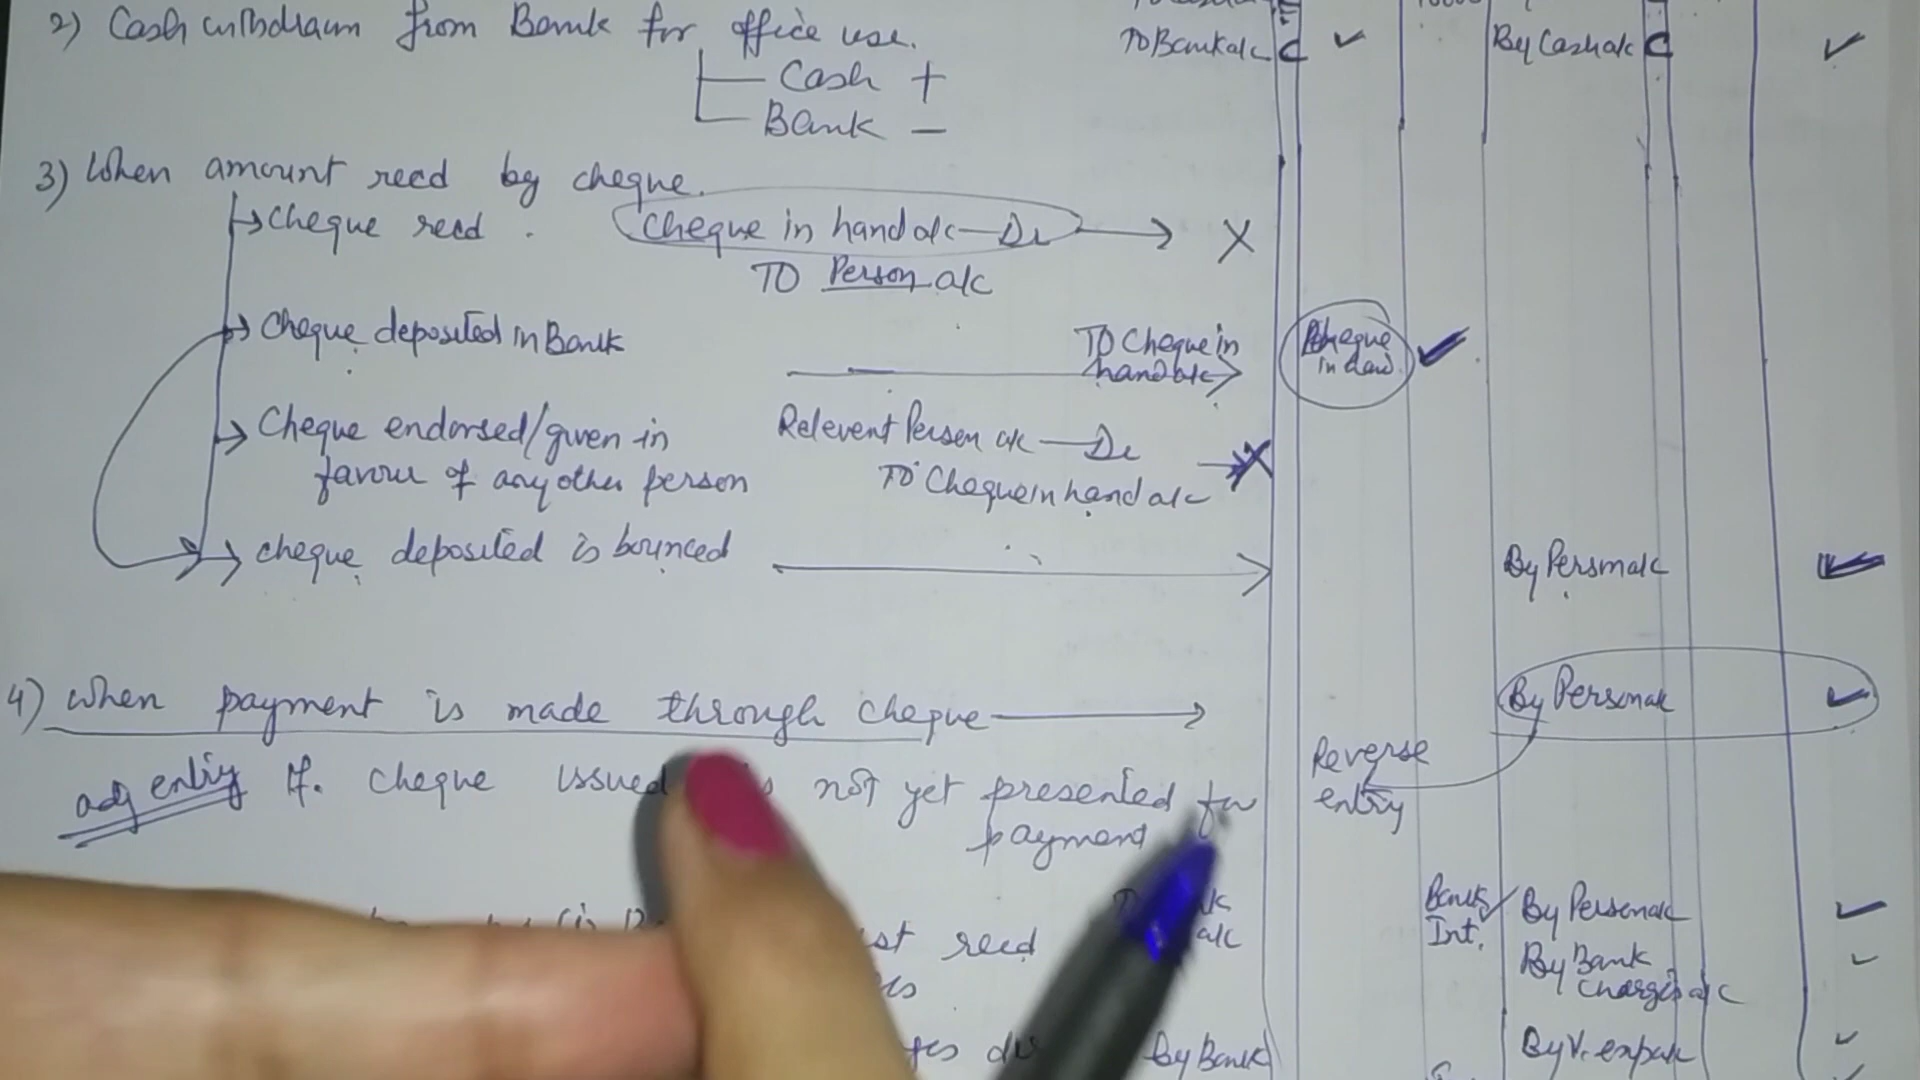 2) Cash withdrawn from Bank for office use.
To Bank a/c C ✓
By Cash a/c C ✓
Cash +
Bank -
3) When amount recd by cheque.
→ Cheque recd. Cheque in hand a/c — Dr → X
To Person a/c
→ Cheque deposited in Bank
To Cheque in
hand a/c
Cheque
in hand ✓
→ Cheque endorsed/given in
favour of any other person
Relevent Person a/c — Dr
To Cheque in hand a/c → X
→ cheque deposited is bounced →
By Person a/c ✓
4) When payment is made through cheque →
By Person a/c ✓
adj entry If cheque issued is not yet presented for
payment
Reverse
entry
st recd
a/c
Bank
Int. ✓
By Person a/c ✓
By Bank
charges a/c ✓
By Bank
By V. exp a/c ✓